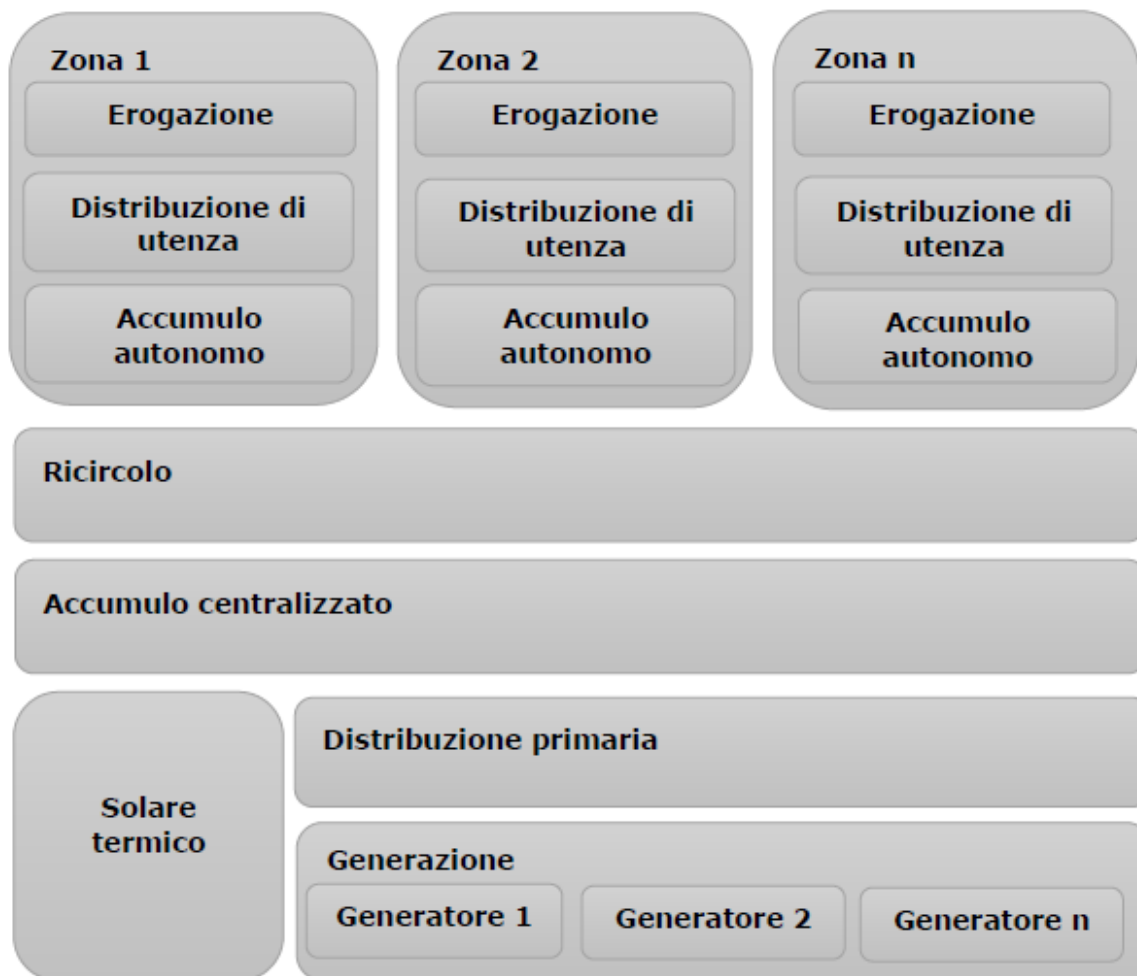 Zona 1
Erogazione
Distribuzione di
utenza
Accumulo
autonomo
Zona 2
Erogazione
Distribuzione di
utenza
Accumulo
autonomo
Zona n
Erogazione
Distribuzione di
utenza
Accumulo
autonomo
Ricircolo
Accumulo centralizzato
Solare
termico
Distribuzione primaria
Generazione
Generatore 1
Generatore 2
Generatore n